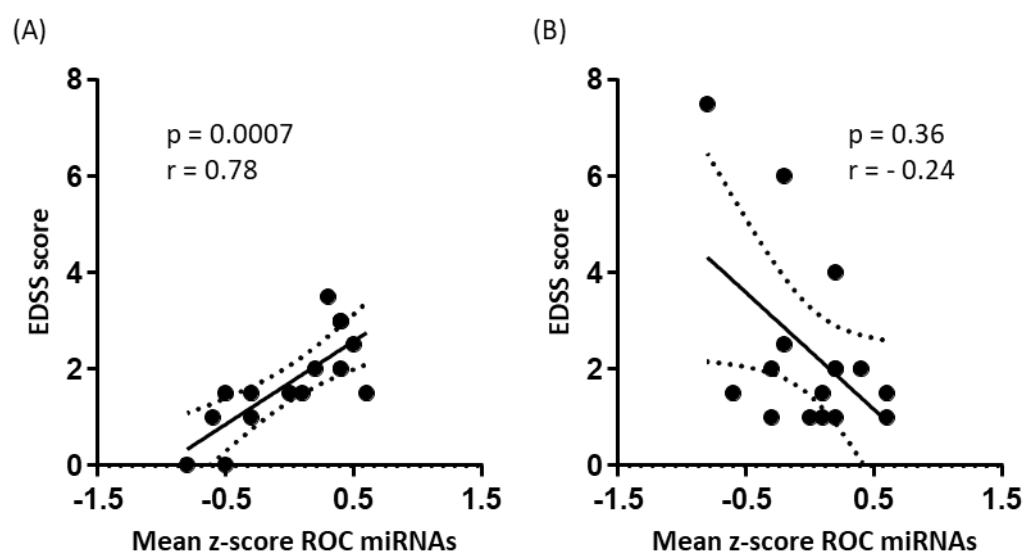 (A)
p = 0.0007
r = 0.78
EDSS score
8
6
4
2
0
-1.5
-0.5
0.5
1.5
Mean z-score ROC miRNAs
(B)
p = 0.36
r = - 0.24
EDSS score
8
6
4
2
0
-1.5
-0.5
0.5
1.5
Mean z-score ROC miRNAs